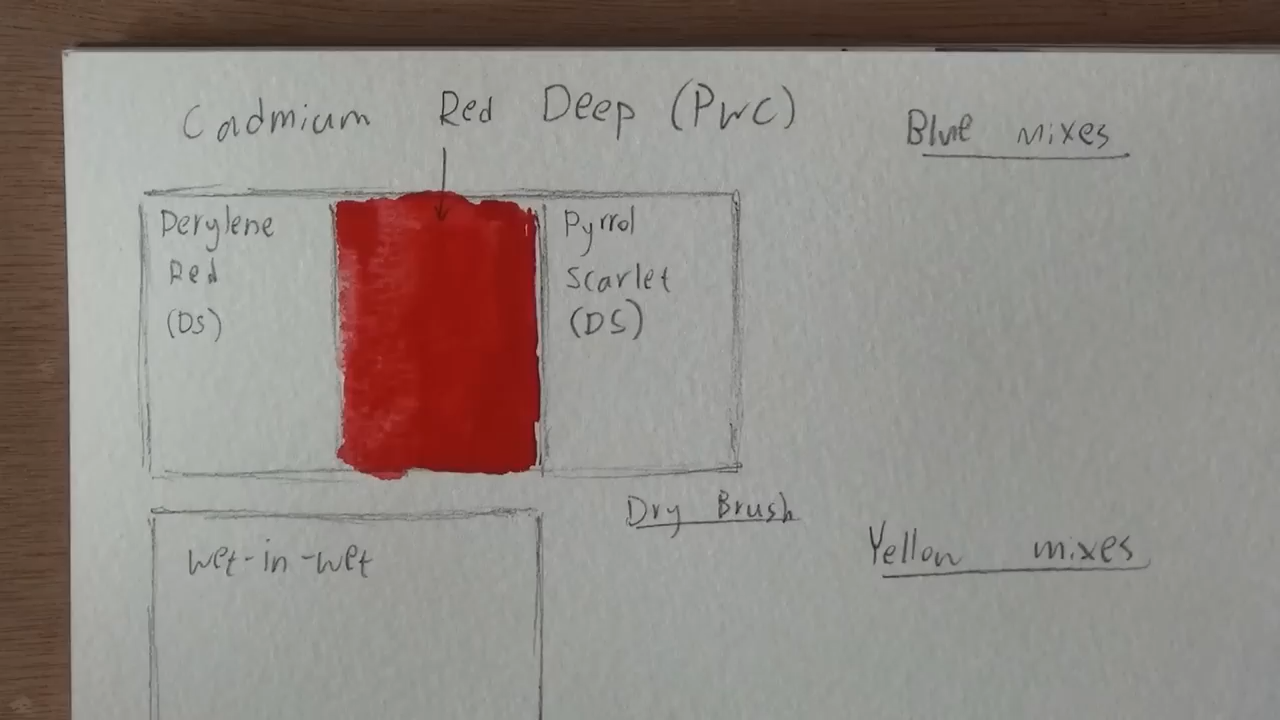 Cadmium Red Deep (PWC)
Blue mixes
Perylene
Red
(DS)
Pyrrol
Scarlet
(DS)
Dry Brush
Wet-in-wet
Yellow mixes